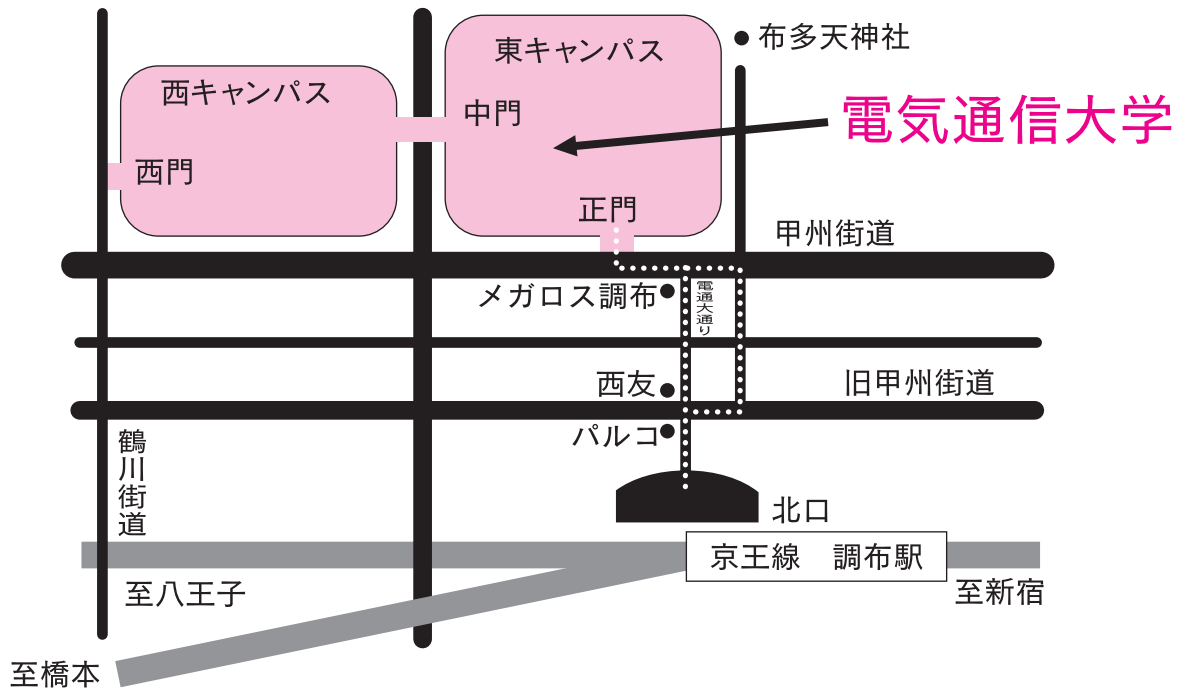 布多天神社
東キャンパス
西キャンパス
中門
電気通信大学
西門
正門
甲州街道
メガロス調布
電通大通り
西友
旧甲州街道
パルコ
鶴川街道
北口
京王線　調布駅
至八王子
至新宿
至橋本